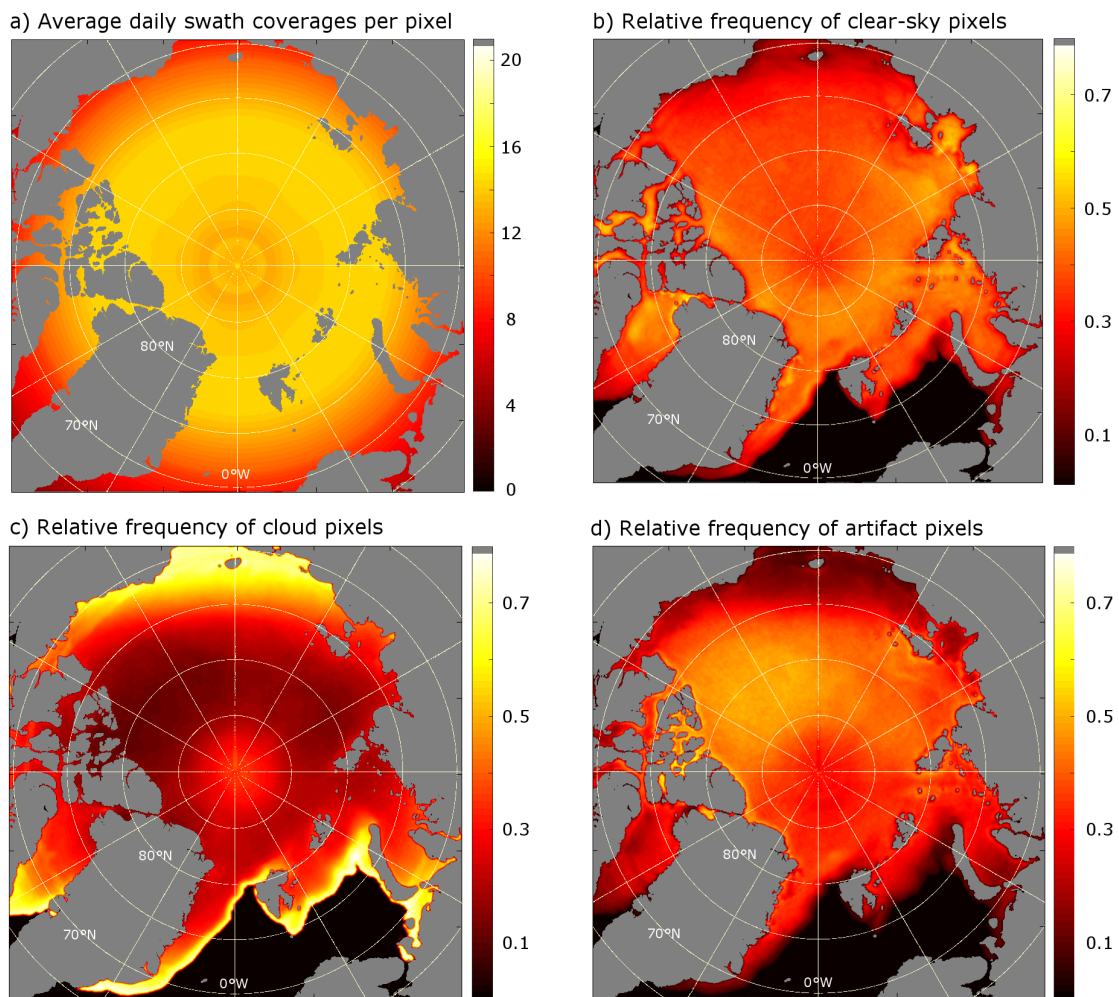 a) Average daily swath coverages per pixel
b) Relative frequency of clear-sky pixels
20
16
12
8
4
0
80°N
70°N
0°W
0.7
0.5
0.3
0.1
80°N
70°N
0°W
c) Relative frequency of cloud pixels
d) Relative frequency of artifact pixels
0.7
0.5
0.3
0.1
80°N
70°N
0°W
0.7
0.5
0.3
0.1
80°N
70°N
0°W